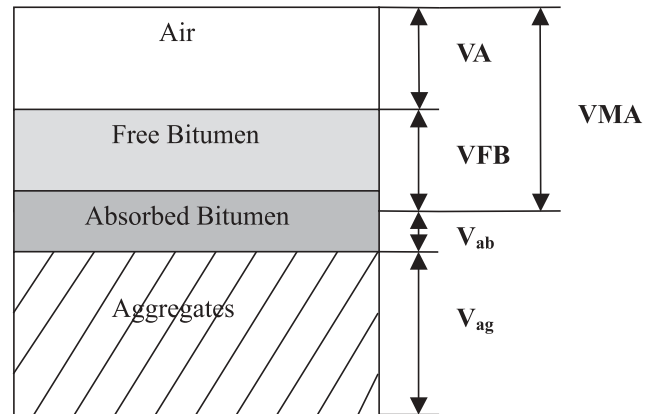 Air
VA
VMA
Free Bitumen
VFB
Absorbed Bitumen
Vab
Aggregates
Vag